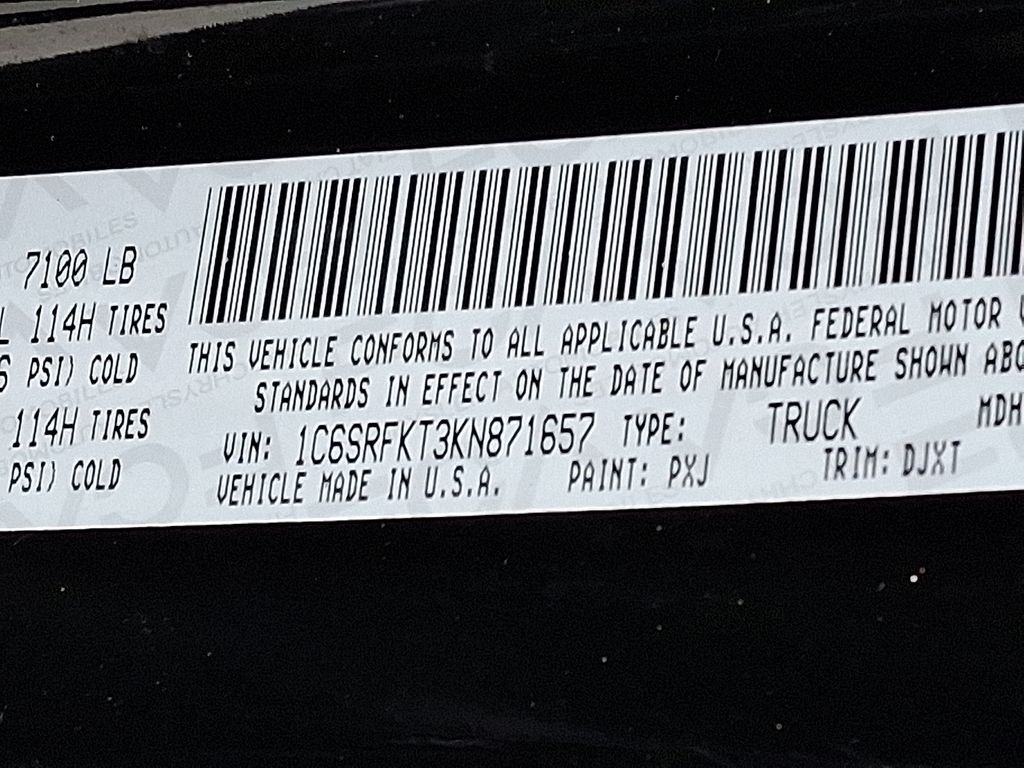 7100 LB
114H TIRES
PSI) COLD
114H TIRES
PSI) COLD
THIS VEHICLE CONFORMS TO ALL APPLICABLE U.S.A. FEDERAL MOTOR
STANDARDS IN EFFECT ON THE DATE OF MANUFACTURE SHOWN ABO
VIN: 1C6SRFKT3KN871657 TYPE: TRUCK MDH
VEHICLE MADE IN U.S.A. PAINT: PXJ TRIM: DJXT